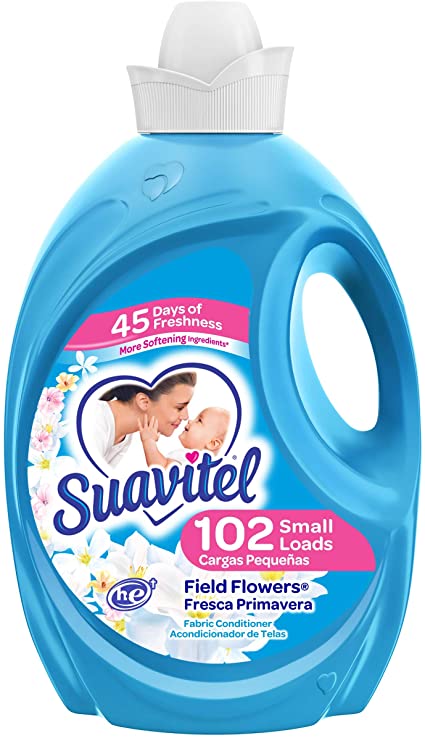 45 Days of
Freshness
More Softening Ingredients*
Suavitel®
102 Small
Loads
Cargas Pequeñas
he†
Field Flowers®
Fresca Primavera
Fabric Conditioner
Acondicionador de Telas